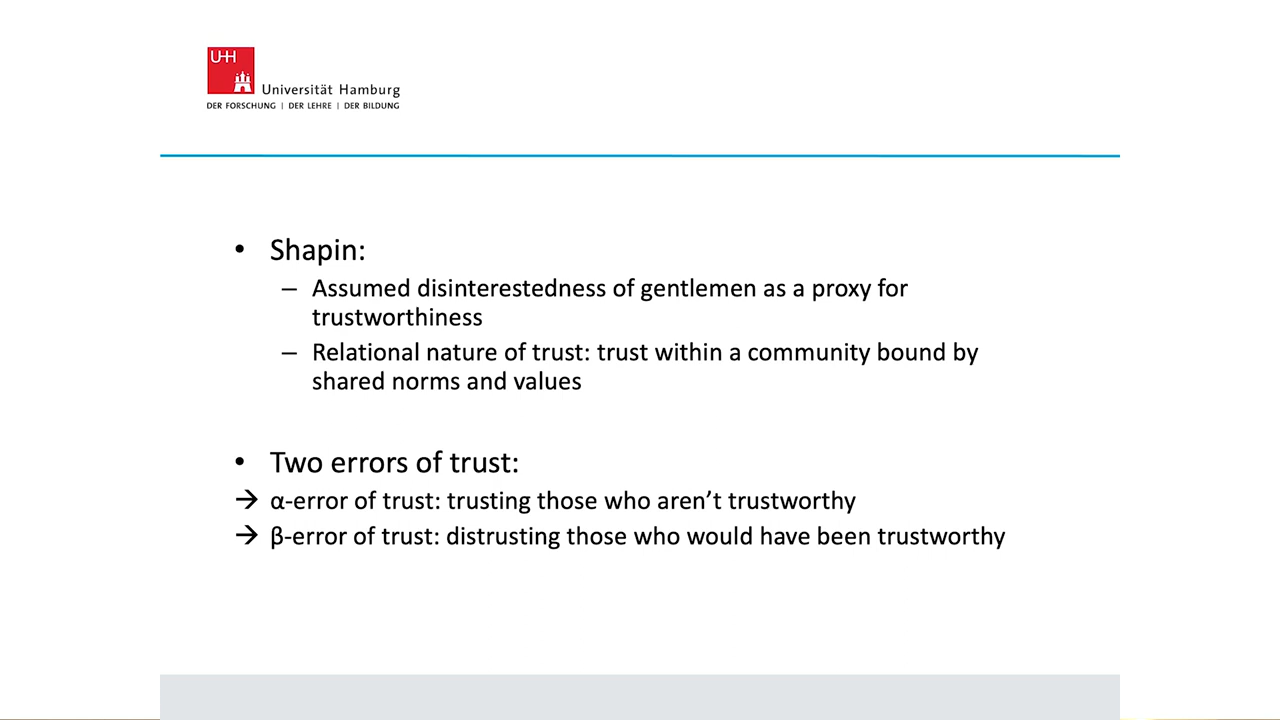 UHH
Universität Hamburg
DER FORSCHUNG | DER LEHRE | DER BILDUNG
• Shapin:
– Assumed disinterestedness of gentlemen as a proxy for
trustworthiness
– Relational nature of trust: trust within a community bound by
shared norms and values
• Two errors of trust:
→ α-error of trust: trusting those who aren’t trustworthy
→ β-error of trust: distrusting those who would have been trustworthy